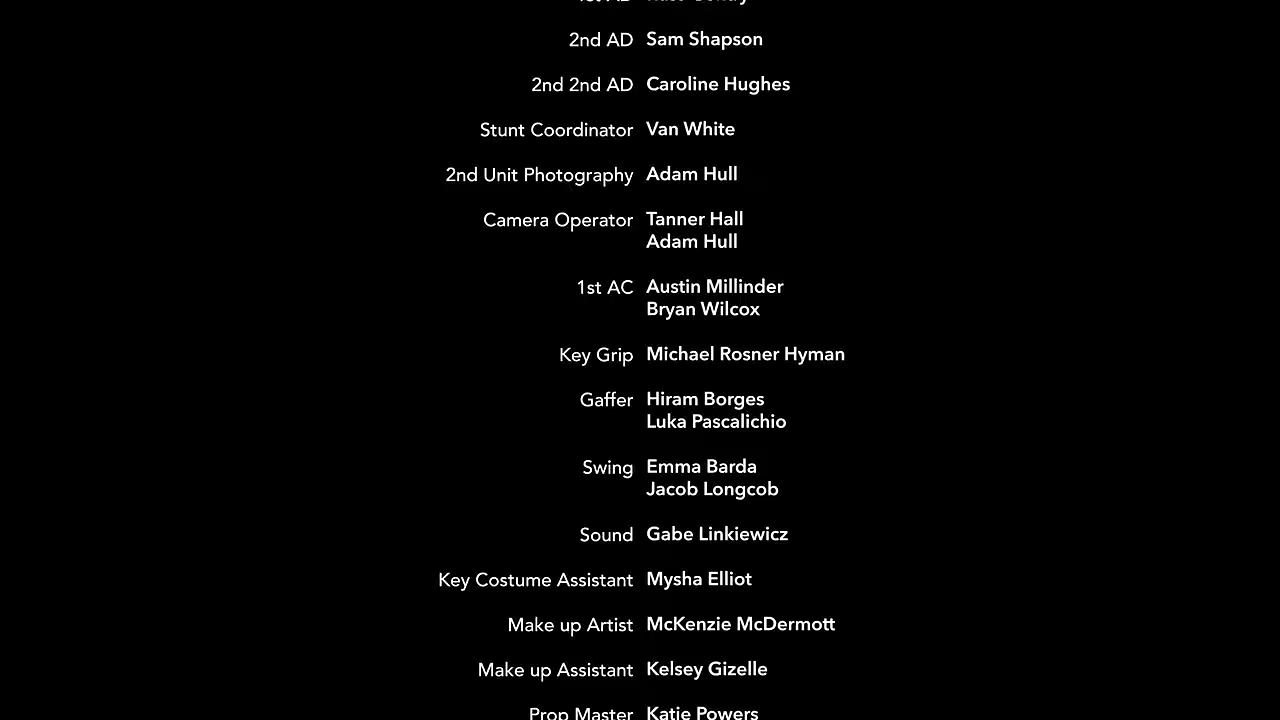 2nd AD Sam Shapson
2nd 2nd AD Caroline Hughes
Stunt Coordinator Van White
2nd Unit Photography Adam Hull
Camera Operator Tanner Hall
Adam Hull
1st AC Austin Millinder
Bryan Wilcox
Key Grip Michael Rosner Hyman
Gaffer Hiram Borges
Luka Pascalichio
Swing Emma Barda
Jacob Longcob
Sound Gabe Linkiewicz
Key Costume Assistant Mysha Elliot
Make up Artist McKenzie McDermott
Make up Assistant Kelsey Gizelle
Prop Master Katie Powers